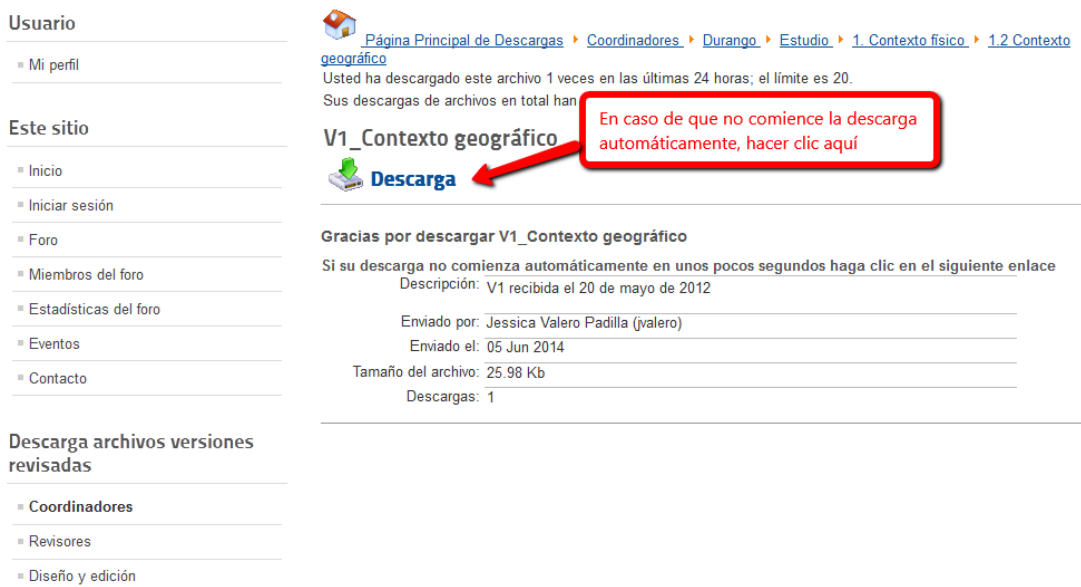 Usuario
Mi perfil
Este sitio
Inicio
Iniciar sesión
Foro
Miembros del foro
Estadísticas del foro
Eventos
Contacto
Descarga archivos versiones
revisadas
Coordinadores
Revisores
Diseño y edición
Página Principal de Descargas Coordinadores Durango Estudio 1. Contexto físico 1.2 Contexto
geográfico
Usted ha descargado este archivo 1 veces en las últimas 24 horas; el límite es 20.
Sus descargas de archivos en total han
En caso de que no comience la descarga
automáticamente, hacer clic aquí
V1_Contexto geográfico
Descarga
Gracias por descargar V1_Contexto geográfico
Si su descarga no comienza automáticamente en unos pocos segundos haga clic en el siguiente enlace
Descripción: V1 recibida el 20 de mayo de 2012
Enviado por: Jessica Valero Padilla (jvalero)
Enviado el: 05 Jun 2014
Tamaño del archivo: 25.98 Kb
Descargas: 1